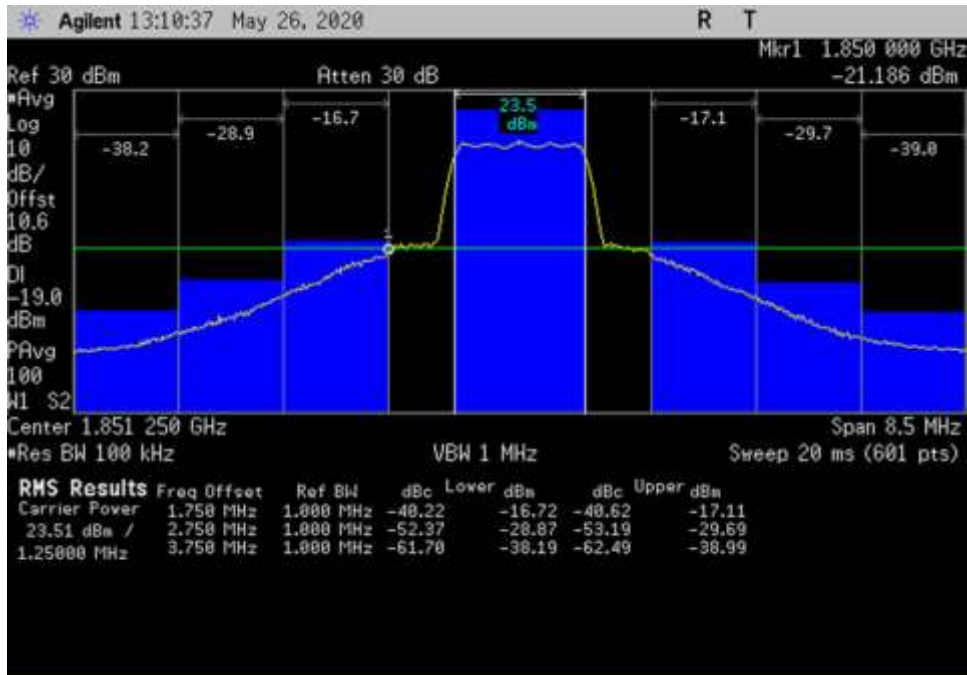 Agilent 13:10:37 May 26, 2020 R T
Mkr1 1.850 000 GHz
Ref 30 dBm Atten 30 dB -21.186 dBm
#Avg
Log
10
dB/
Offst
10.6
dB
DI
-19.0
dBm
PAvg
100
W1 S2
-38.2 -28.9 -16.7 23.5 -17.1 -29.7 -39.0
dBm
1
Center 1.851 250 GHz Span 8.5 MHz
#Res BW 100 kHz VBW 1 MHz Sweep 20 ms (601 pts)
RMS Results Freq Offset Ref BW dBc Lower dBm dBc Upper dBm
Carrier Power 1.750 MHz 1.000 MHz -40.22 -16.72 -40.62 -17.11
23.51 dBm / 2.750 MHz 1.000 MHz -52.37 -28.87 -53.19 -29.69
1.25000 MHz 3.750 MHz 1.000 MHz -61.70 -38.19 -62.49 -38.99